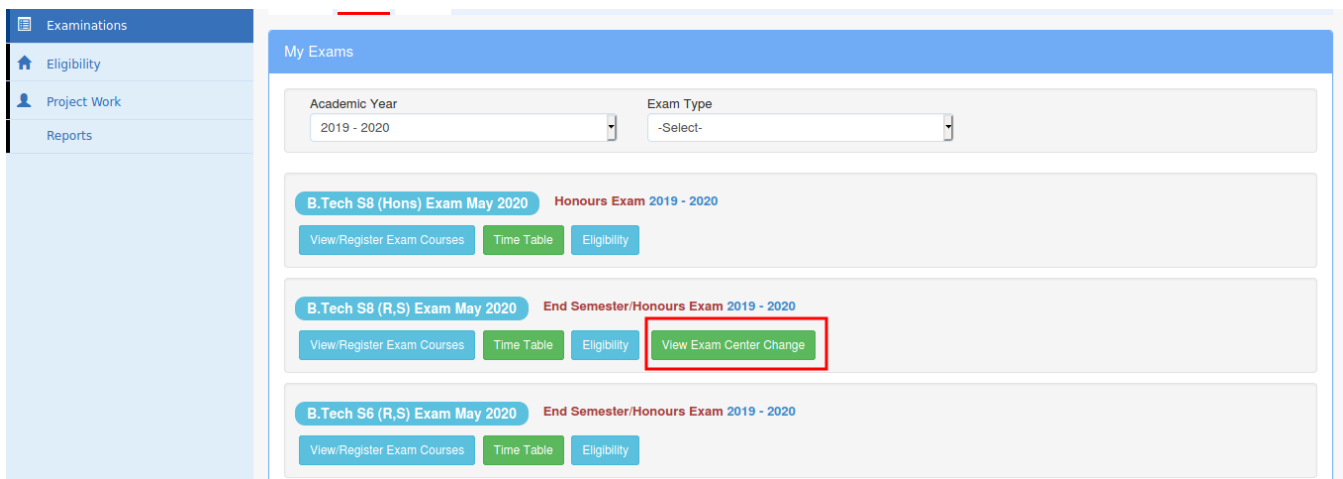 Examinations
Eligibility
Project Work
Reports
My Exams
Academic Year Exam Type
2019 - 2020 -Select-
B.Tech S8 (Hons) Exam May 2020 Honours Exam 2019 - 2020
View/Register Exam Courses Time Table Eligibility
B.Tech S8 (R,S) Exam May 2020 End Semester/Honours Exam 2019 - 2020
View/Register Exam Courses Time Table Eligibility View Exam Center Change
B.Tech S6 (R,S) Exam May 2020 End Semester/Honours Exam 2019 - 2020
View/Register Exam Courses Time Table Eligibility